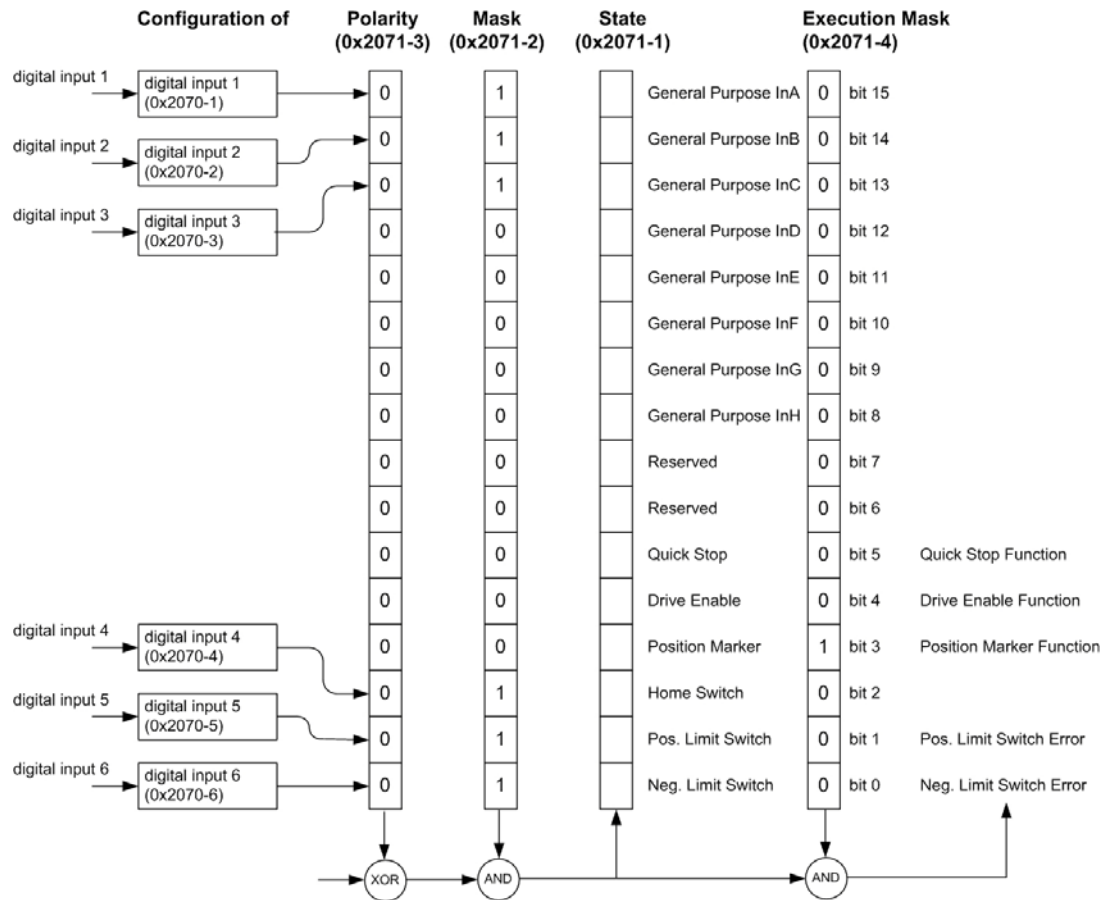 Configuration of Polarity Mask State Execution Mask
(0x2071-3) (0x2071-2) (0x2071-1) (0x2071-4)
digital input 1 digital input 1 0 1 General Purpose InA 0 bit 15
(0x2070-1)
digital input 2 digital input 2 0 1 General Purpose InB 0 bit 14
(0x2070-2)
0 1 General Purpose InC 0 bit 13
digital input 3 digital input 3
(0x2070-3)
0 0 General Purpose InD 0 bit 12
0 0 General Purpose InE 0 bit 11
0 0 General Purpose InF 0 bit 10
0 0 General Purpose InG 0 bit 9
0 0 General Purpose InH 0 bit 8
0 0 Reserved 0 bit 7
0 0 Reserved 0 bit 6
0 0 Quick Stop 0 bit 5 Quick Stop Function
0 0 Drive Enable 0 bit 4 Drive Enable Function
digital input 4 digital input 4 0 0 Position Marker 1 bit 3 Position Marker Function
(0x2070-4)
0 1 Home Switch 0 bit 2
digital input 5 digital input 5
(0x2070-5)
0 1 Pos. Limit Switch 0 bit 1 Pos. Limit Switch Error
digital input 6 digital input 6 0 1 Neg. Limit Switch 0 bit 0 Neg. Limit Switch Error
(0x2070-6)
XOR AND AND